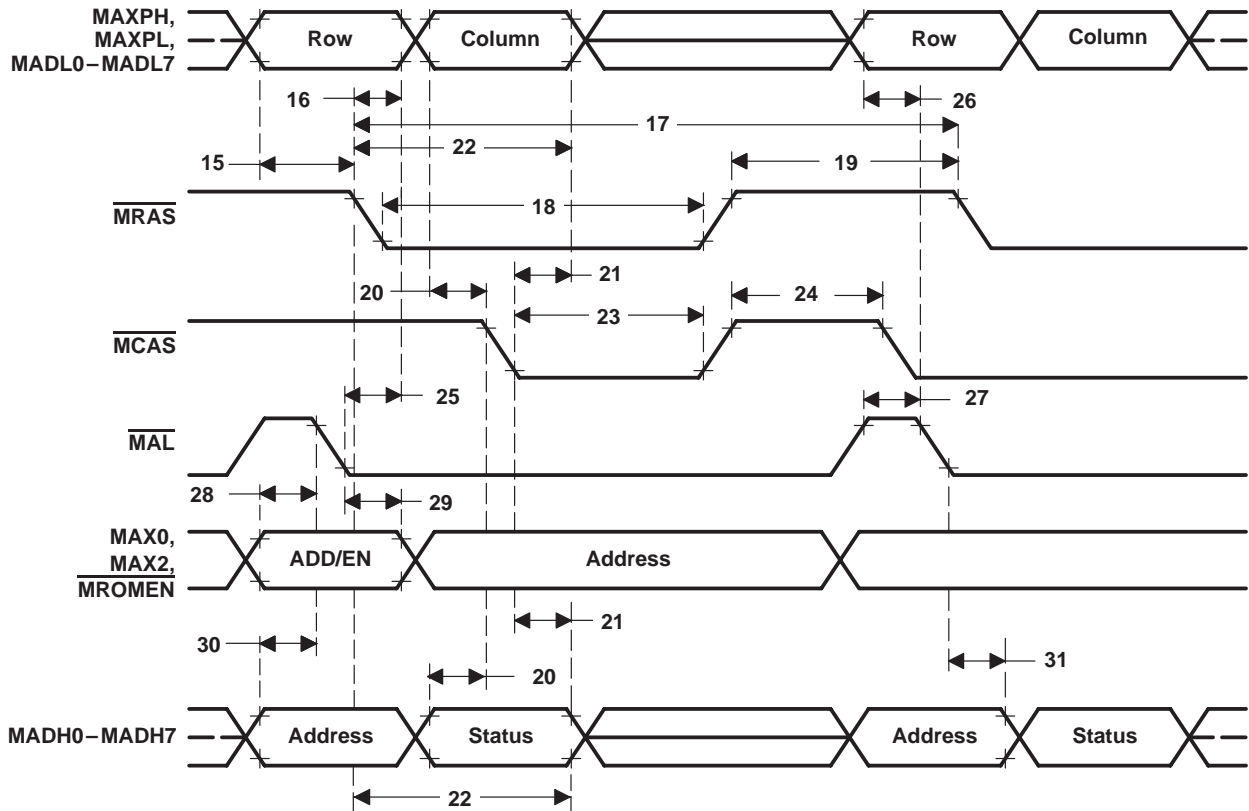 MAXPH,
MAXPL,
MADL0–MADL7
Row
Column
Row
Column
16
26
17
15
22
19
MRAS
18
20
21
24
23
MCAS
25
27
MAL
28
29
MAX0,
MAX2,
MROMEN
ADD/EN
Address
30
21
31
20
MADH0–MADH7
Address
Status
Address
Status
22